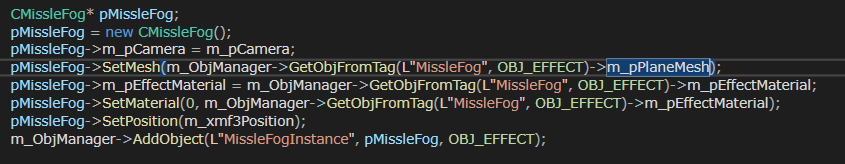 CMissleFog* pMissleFog;
pMissleFog = new CMissleFog();
pMissleFog->m_pCamera = m_pCamera;
pMissleFog->SetMesh(m_ObjManager->GetObjFromTag(L"MissleFog", OBJ_EFFECT)->m_pPlaneMesh);
pMissleFog->m_pEffectMaterial = m_ObjManager->GetObjFromTag(L"MissleFog", OBJ_EFFECT)->m_pEffectMaterial;
pMissleFog->SetMaterial(0, m_ObjManager->GetObjFromTag(L"MissleFog", OBJ_EFFECT)->m_pEffectMaterial);
pMissleFog->SetPosition(m_xmf3Position);
m_ObjManager->AddObject(L"MissleFogInstance", pMissleFog, OBJ_EFFECT);